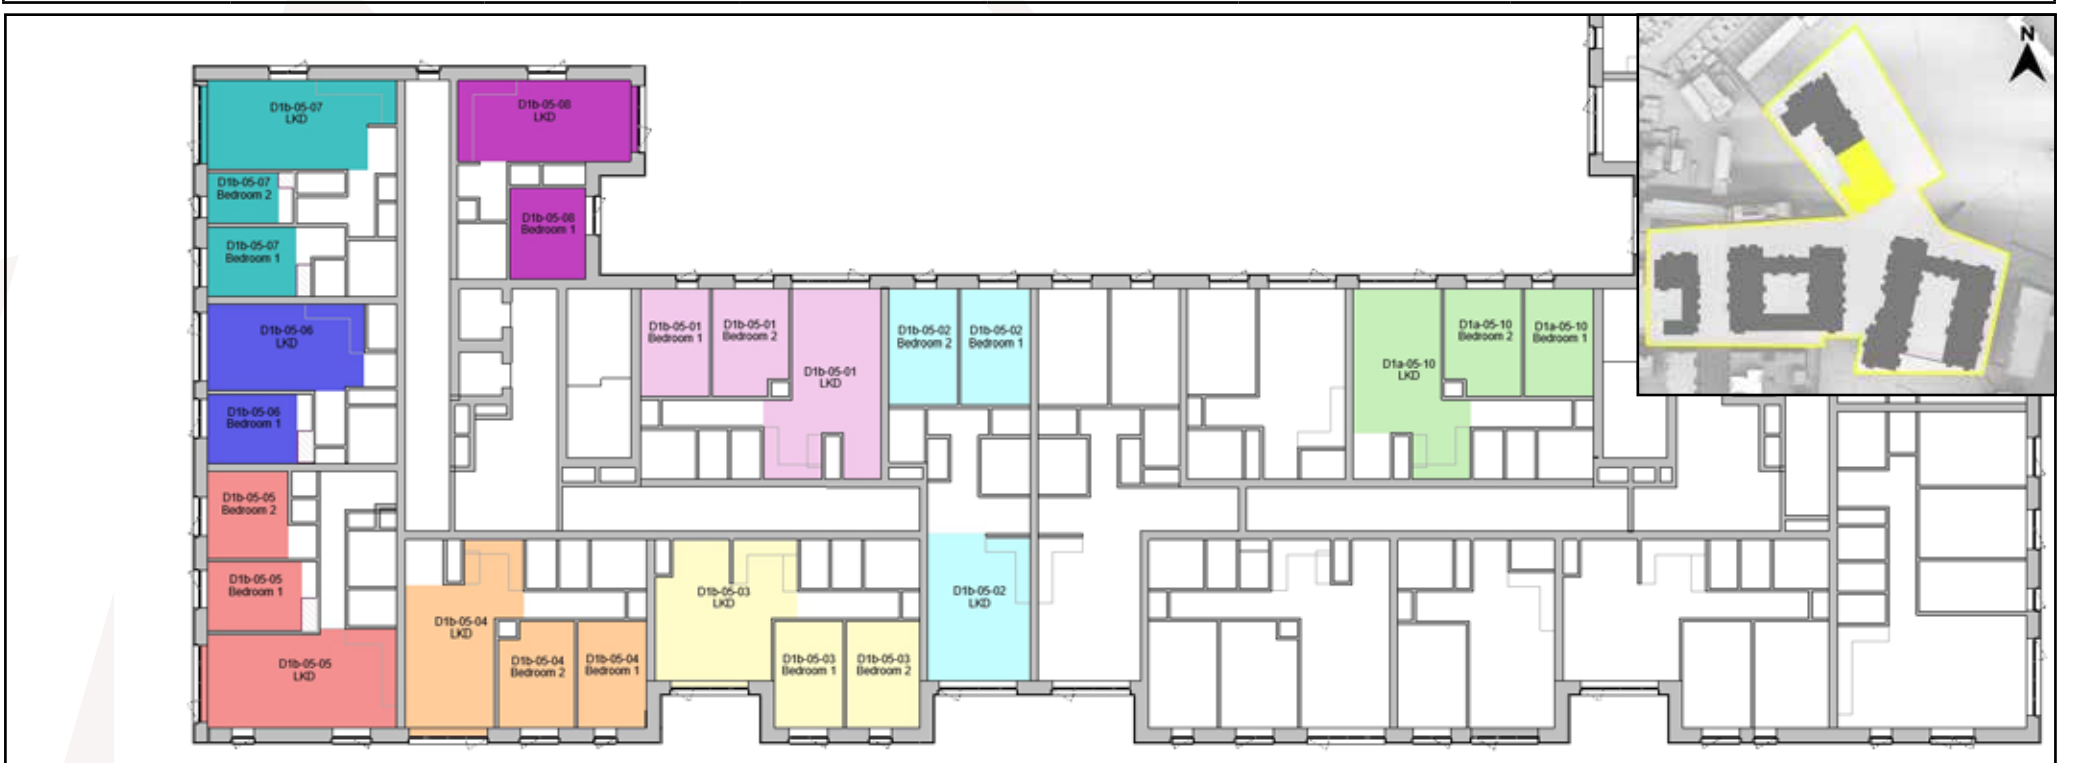 N
D1b-05-07
LKD
D1b-05-08
LKD
D1b-05-07
Bedroom 2
D1b-05-08
Bedroom 1
D1b-05-07
Bedroom 1
D1b-05-06
LKD
D1b-05-01
Bedroom 1
D1b-05-01
Bedroom 2
D1b-05-01
LKD
D1b-05-02
Bedroom 2
D1b-05-02
Bedroom 1
D1a-05-10
LKD
D1a-05-10
Bedroom 2
D1a-05-10
Bedroom 1
D1b-05-06
Bedroom 1
D1b-05-05
Bedroom 2
D1b-05-05
Bedroom 1
D1b-05-05
LKD
D1b-05-04
LKD
D1b-05-04
Bedroom 2
D1b-05-04
Bedroom 1
D1b-05-03
LKD
D1b-05-03
Bedroom 1
D1b-05-03
Bedroom 2
D1b-05-02
LKD